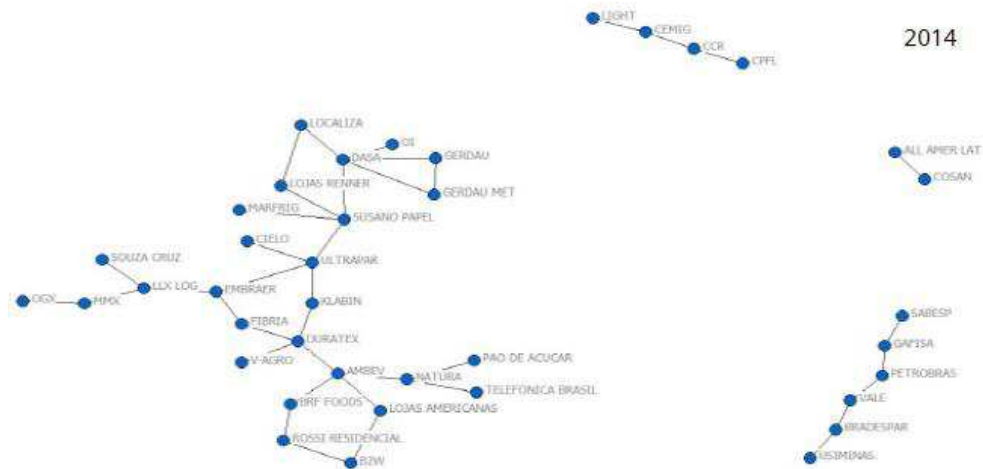 LIGHT
CEMIG
2014
CCR
CPFL
LOCALIZA
OI
DASA
GERDAU
ALL AMER LAT
COSAN
LOJAS RENNER
GERDAU MET
MARFRIG
SUSANO PAPEL
CIELO
SOUZA CRUZ
ULTRAPAR
LLX LOG
EMBRAER
OGX
MMX
KLABIN
SABESP
FIBRIA
DURATEX
GAFISA
V-AGRO
PAO DE ACUCAR
AMBEV
NATURA
PETROBRAS
TELEFONICA BRASIL
VALE
BRF FOODS
LOJAS AMERICANAS
BRADESPAR
ROSSI RESIDENCIAL
B2W
USIMINAS